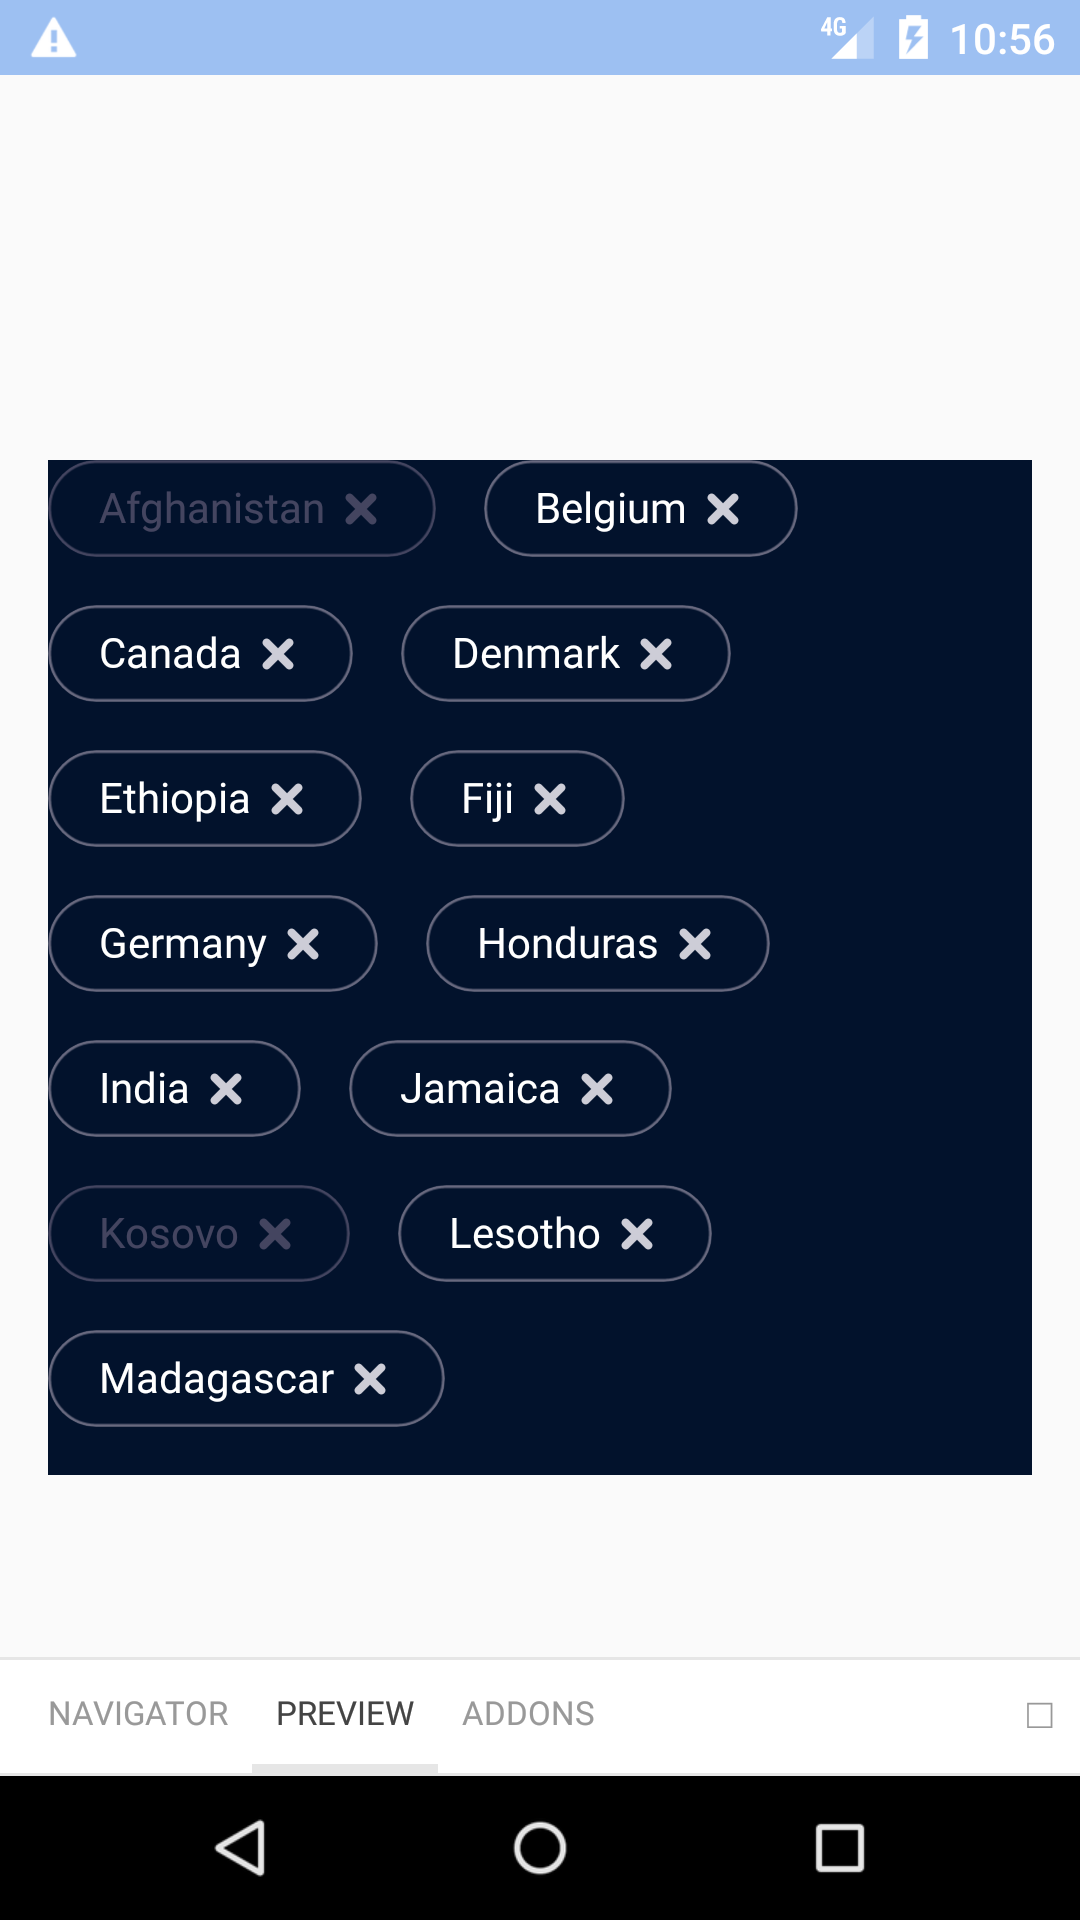 4G 10:56
Afghanistan Belgium
Canada Denmark
Ethiopia Fiji
Germany Honduras
India Jamaica
Kosovo Lesotho
Madagascar
NAVIGATOR PREVIEW ADDONS